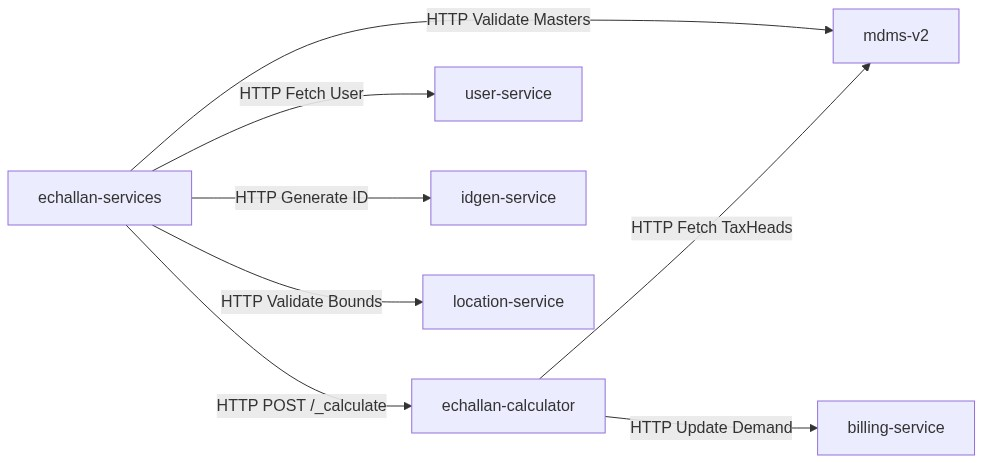 HTTP Validate Masters
mdms-v2
HTTP Fetch User
user-service
echallan-services
HTTP Generate ID
idgen-service
HTTP Fetch TaxHeads
HTTP Validate Bounds
location-service
HTTP POST /_calculate
echallan-calculator
HTTP Update Demand
billing-service